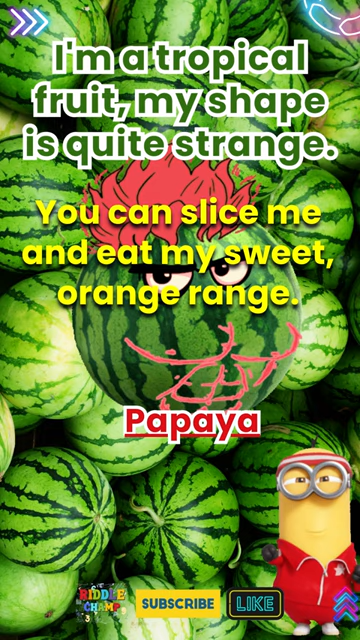 I'm a tropical
fruit, my shape
is quite strange.
You can slice me
and eat my sweet,
orange range.
Papaya
RIDDLE
CHAMP
3
SUBSCRIBE
LIKE